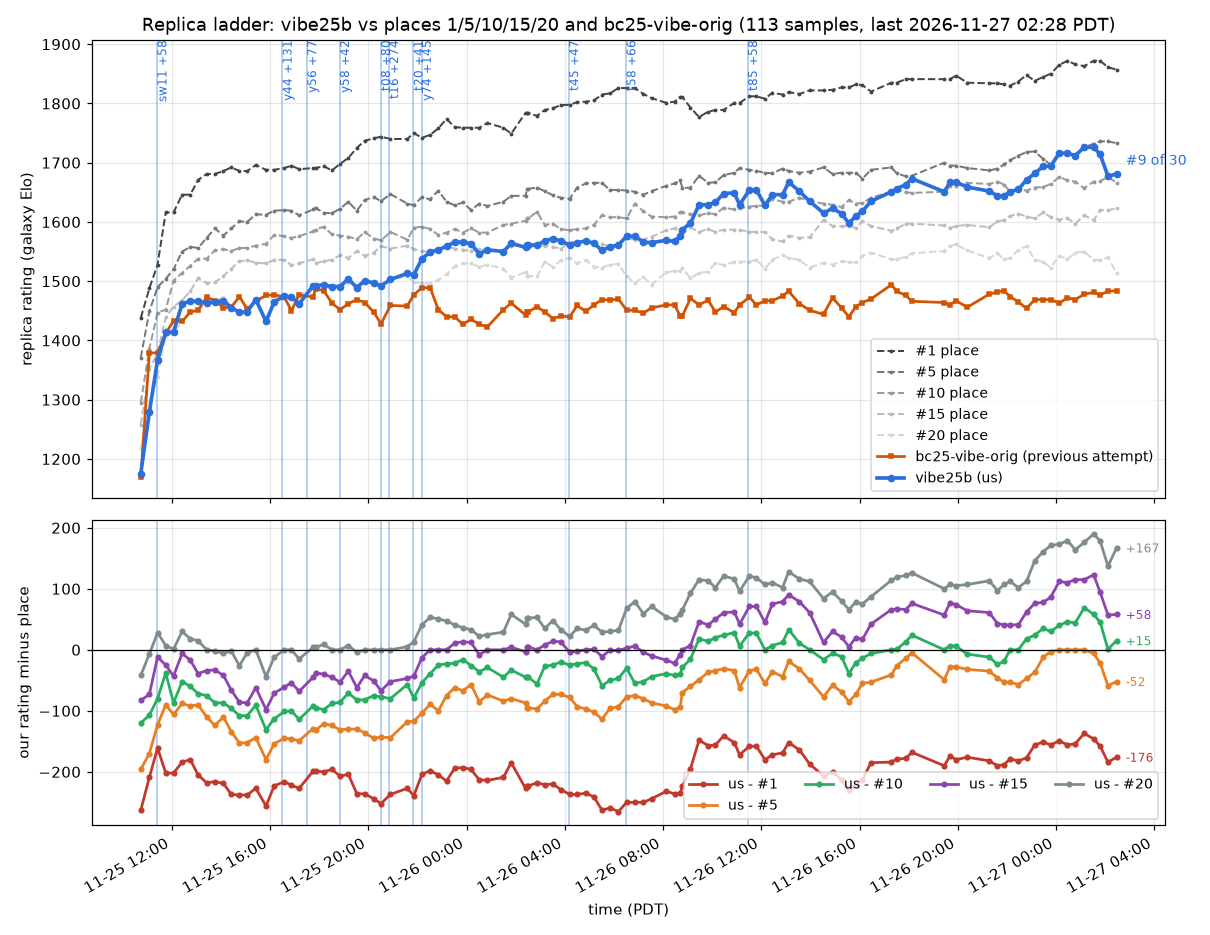 Replica ladder: vibe25b vs places 1/5/10/15/20 and bc25-vibe-orig (113 samples, last 2026-11-27 02:28 PDT)
replica rating (galaxy Elo)
1900
1800
1700
1600
1500
1400
1300
1200
sw11 +58
y44 +131
y56 +77
y58 +42
t08 +80
t16 +274
t20 +41
y74 +145
t45 +47
t58 +66
t85 +58
#9 of 30
#1 place
#5 place
#10 place
#15 place
#20 place
bc25-vibe-orig (previous attempt)
vibe25b (us)
our rating minus place
200
100
0
−100
−200
+167
+58
+15
-52
-176
us - #1
us - #5
us - #10
us - #15
us - #20
11-25 12:00
11-25 16:00
11-25 20:00
11-26 00:00
11-26 04:00
11-26 08:00
11-26 12:00
11-26 16:00
11-26 20:00
11-27 00:00
11-27 04:00
time (PDT)